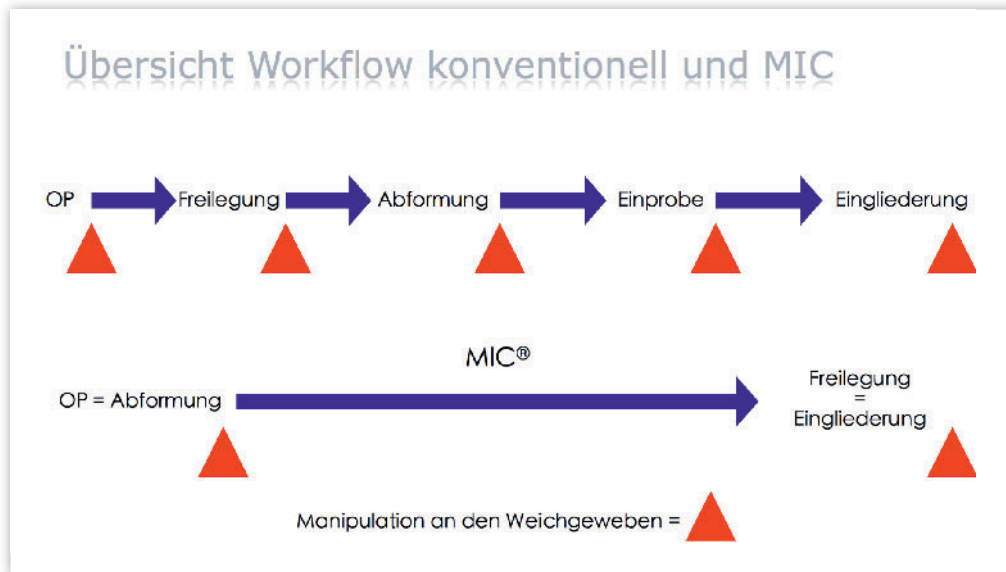 Übersicht Workflow konventionell und MIC
OP Freilegung Abformung Einprobe Eingliederung
MIC®
OP = Abformung
Freilegung
=
Eingliederung
Manipulation an den Weichgeweben =